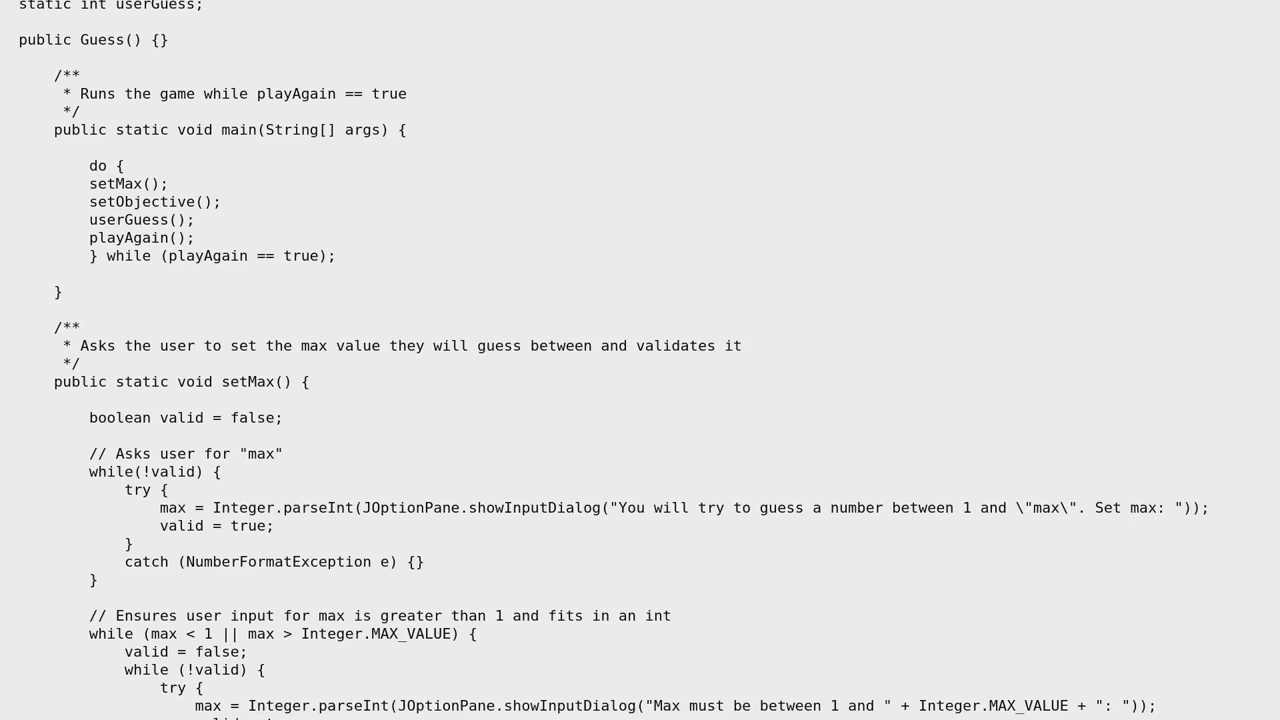 static int userGuess;
public Guess() {}
/**
* Runs the game while playAgain == true
*/
public static void main(String[] args) {
do {
setMax();
setObjective();
userGuess();
playAgain();
} while (playAgain == true);
}
/**
* Asks the user to set the max value they will guess between and validates it
*/
public static void setMax() {
boolean valid = false;
// Asks user for "max"
while(!valid) {
try {
max = Integer.parseInt(JOptionPane.showInputDialog("You will try to guess a number between 1 and \"max\". Set max: "));
valid = true;
}
catch (NumberFormatException e) {}
}
// Ensures user input for max is greater than 1 and fits in an int
while (max < 1 || max > Integer.MAX_VALUE) {
valid = false;
while (!valid) {
try {
max = Integer.parseInt(JOptionPane.showInputDialog("Max must be between 1 and " + Integer.MAX_VALUE + ": "));